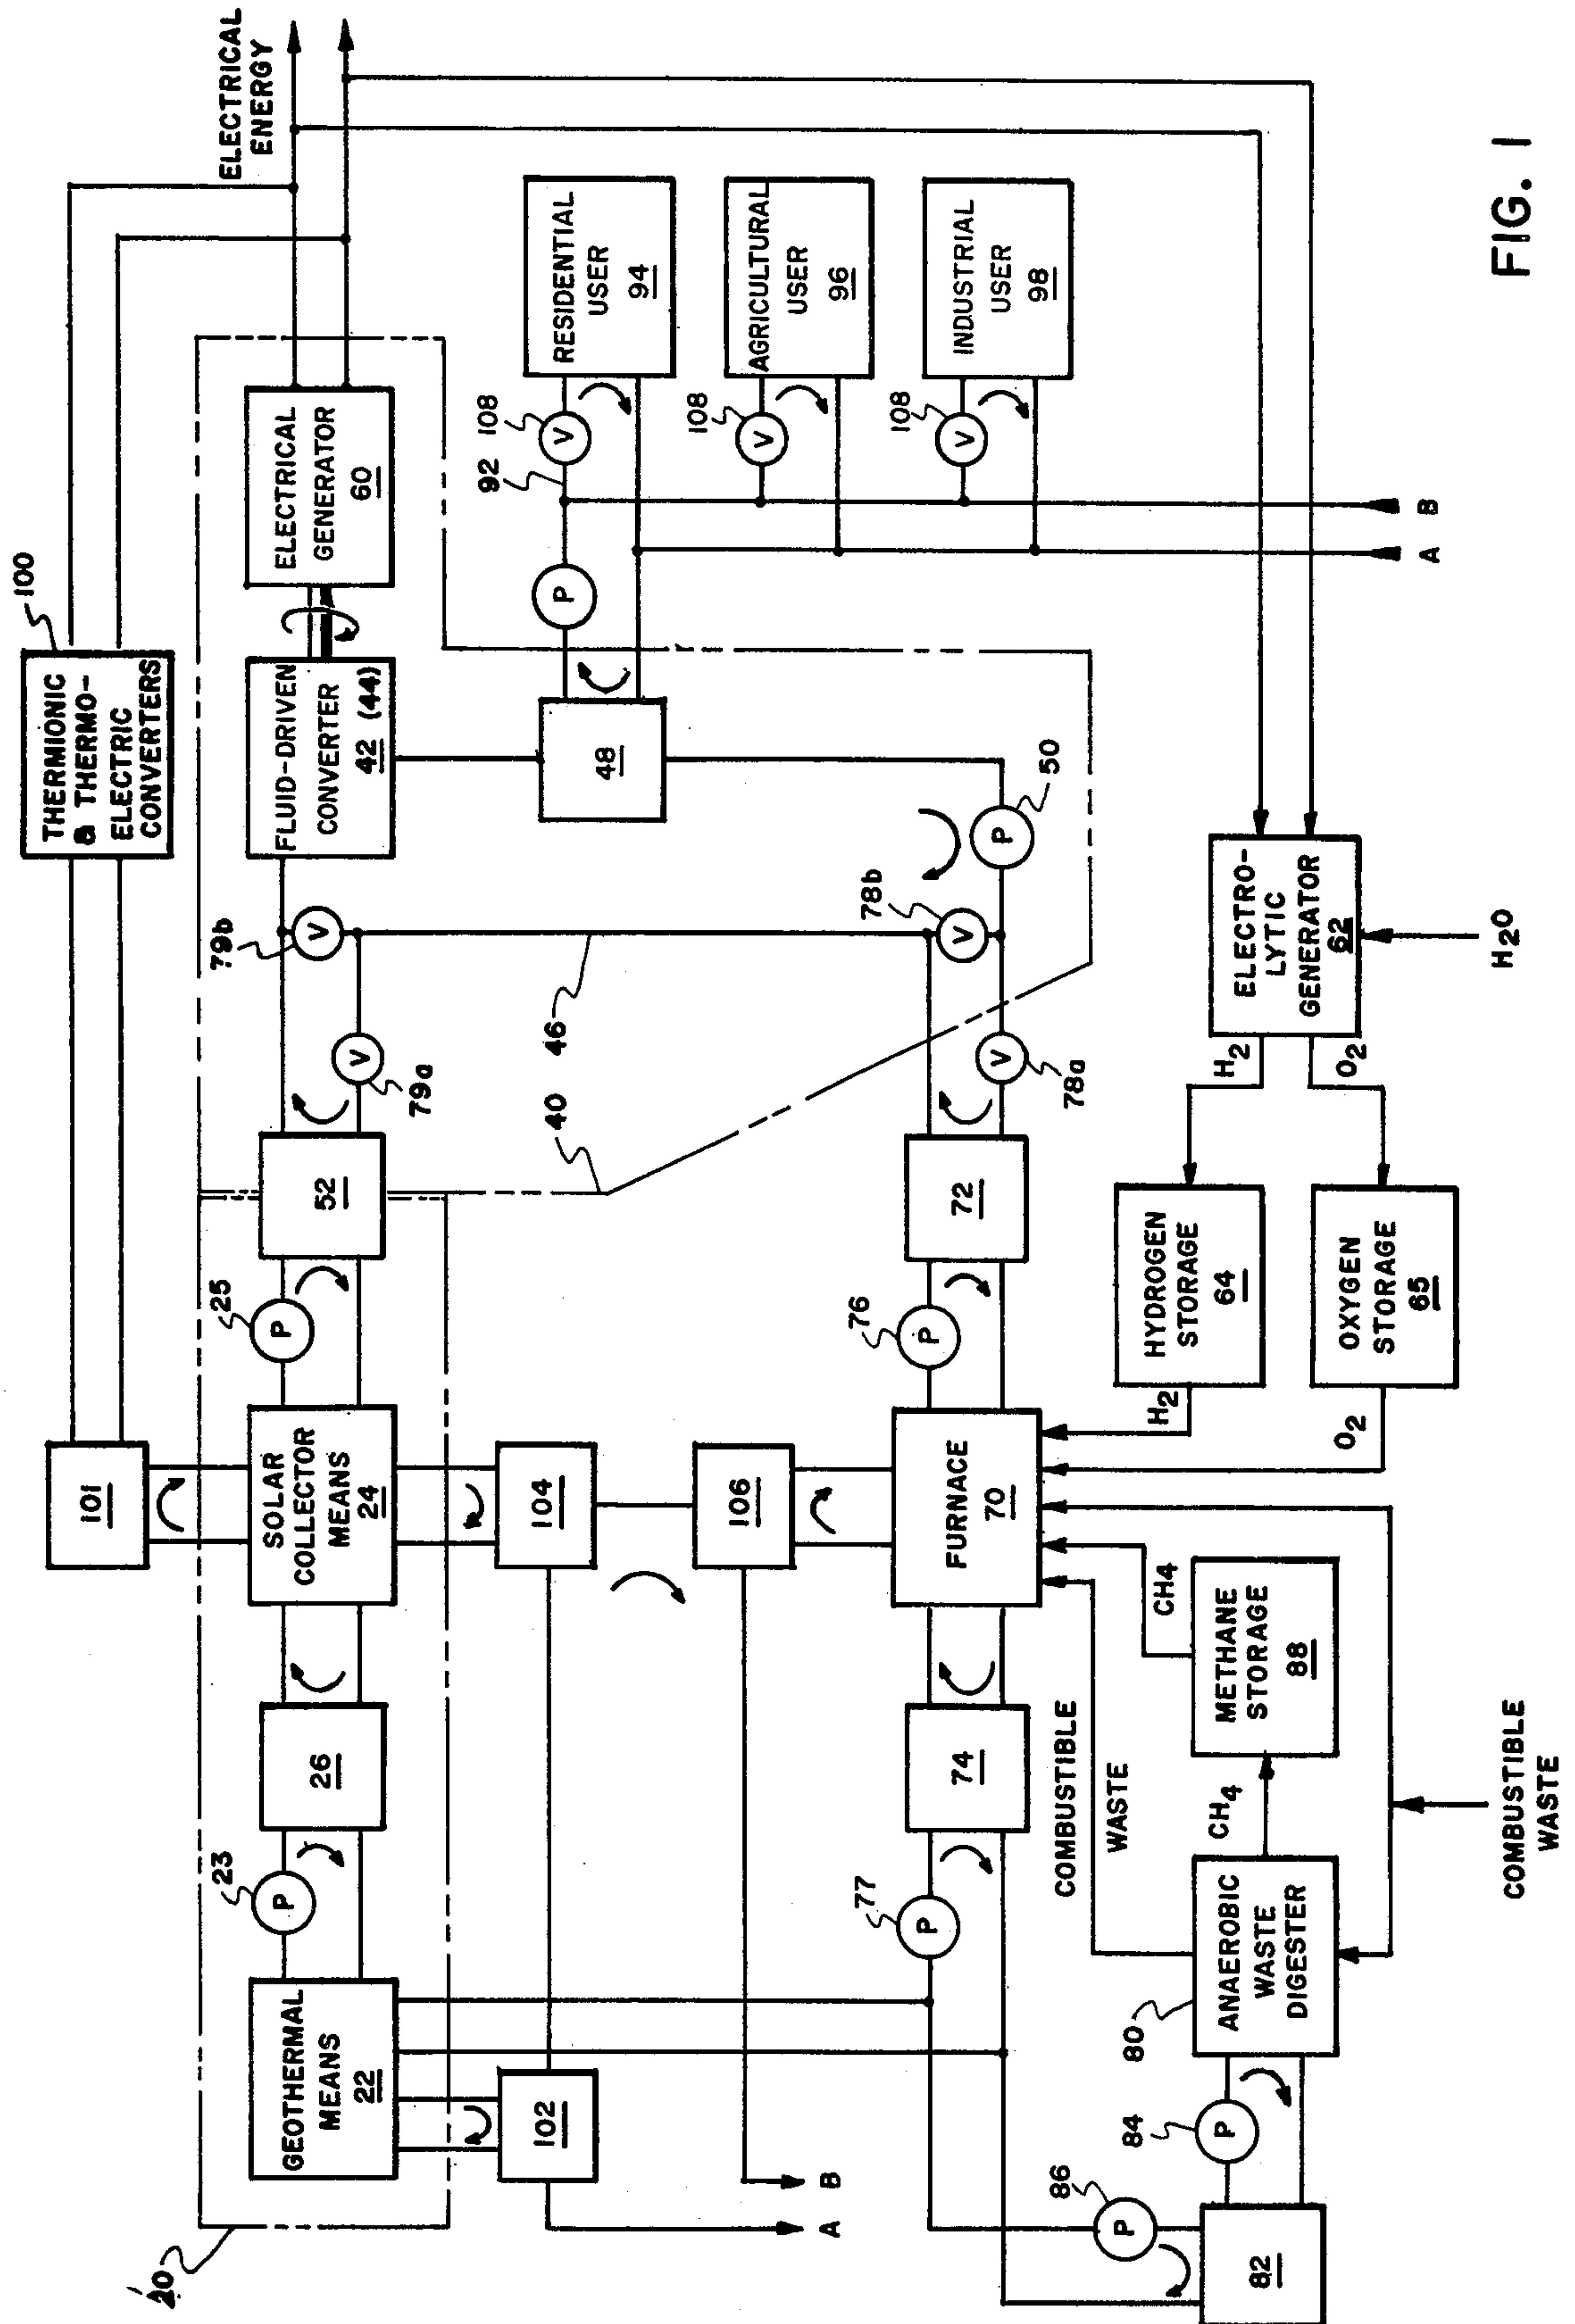 ELECTRICAL
ENERGY
100
THERMIONIC
& THERMO-
ELECTRIC
CONVERTERS
101
20
GEOTHERMAL
MEANS
22
23
P
26
SOLAR
COLLECTOR
MEANS
24
25
P
52
79a
V
79b
V
FLUID-DRIVEN
CONVERTER
42 (44)
ELECTRICAL
GENERATOR
60
40
46
48
P
92
108
V
RESIDENTIAL
USER
94
108
V
AGRICULTURAL
USER
96
108
V
INDUSTRIAL
USER
98
102
104
106
A
B
A
B
77
P
74
FURNACE
70
76
P
72
78a
V
78b
V
P
50
82
86
P
84
P
80
ANAEROBIC
WASTE
DIGESTER
CH4
METHANE
STORAGE
88
CH4
COMBUSTIBLE
WASTE
COMBUSTIBLE
WASTE
H2
O2
HYDROGEN
STORAGE
64
OXYGEN
STORAGE
65
H2
O2
ELECTRO-
LYTIC
GENERATOR
62
H2O
FIG. 1